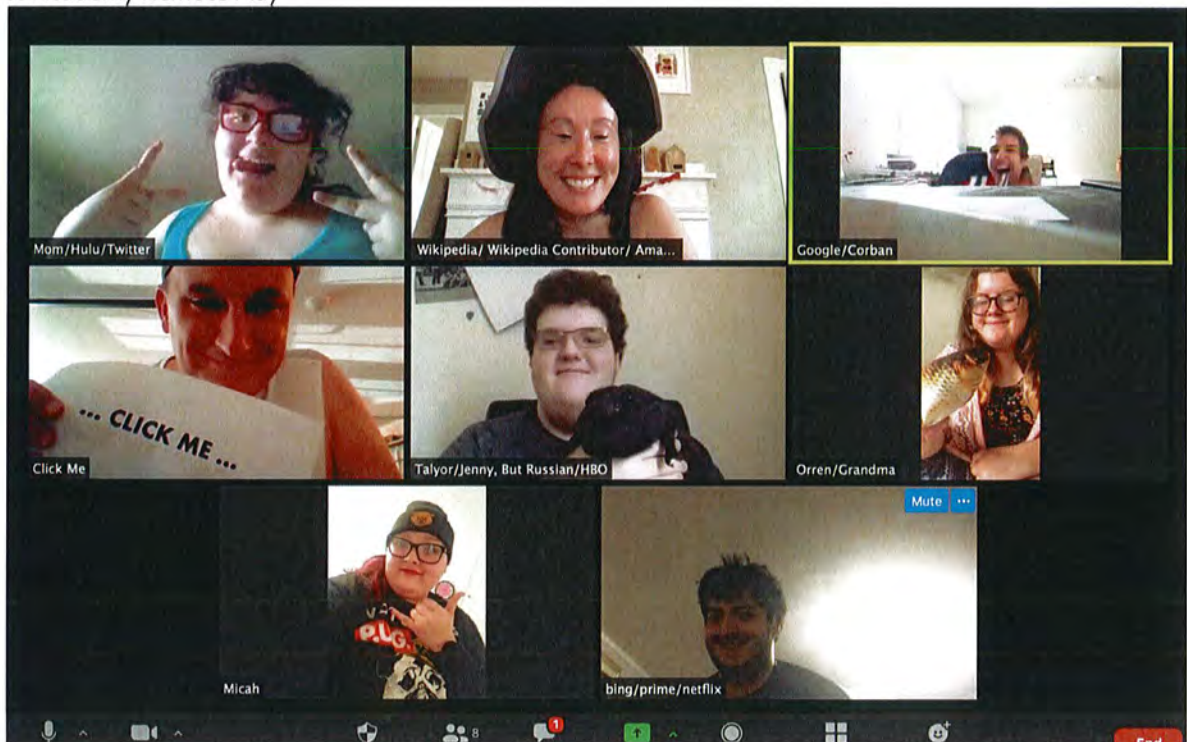 Mom/Hulu/Twitter
Wikipedia/ Wikipedia Contributor/ Ama...
Google/Corban
... CLICK ME ...
Click Me
Talyor/Jenny, But Russian/HBO
Orren/Grandma
Mute ...
P.U.G.
Micah
bing/prime/netflix
8
1
End